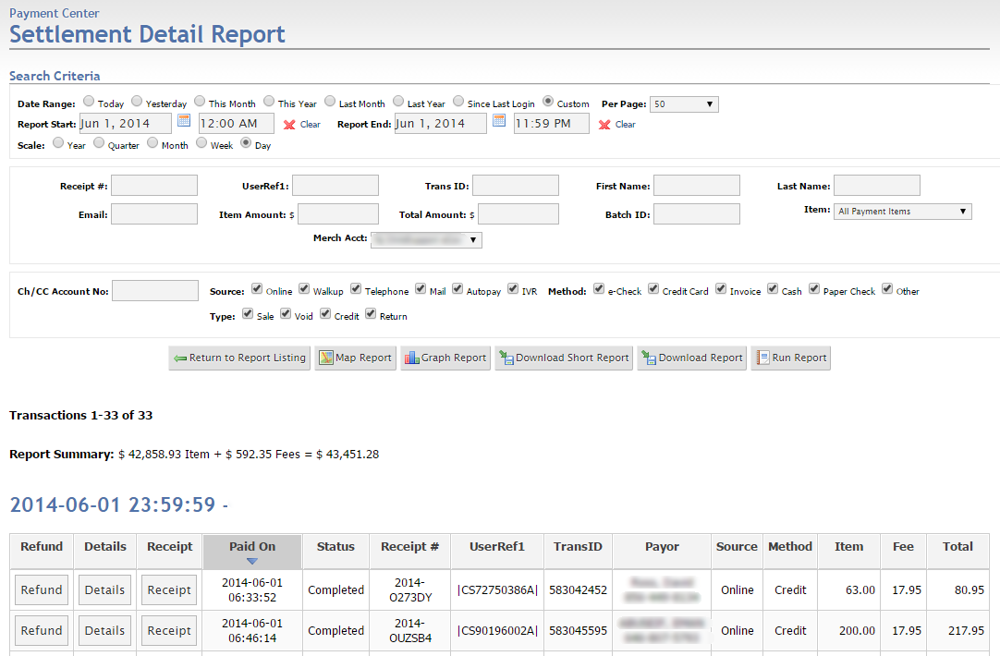 Payment Center
Settlement Detail Report
Search Criteria
Date Range: Today Yesterday This Month This Year Last Month Last Year Since Last Login Custom Per Page: 50
Report Start: Jun 1, 2014 12:00 AM Clear Report End: Jun 1, 2014 11:59 PM Clear
Scale: Year Quarter Month Week Day
Receipt #: UserRef1: Trans ID: First Name: Last Name:
Email: Item Amount: $ Total Amount: $ Batch ID: Item: All Payment Items
Merch Acct:
Ch/CC Account No: Source: Online Walkup Telephone Mail Autopay IVR Method: e-Check Credit Card Invoice Cash Paper Check Other
Type: Sale Void Credit Return
Return to Report Listing Map Report Graph Report Download Short Report Download Report Run Report
Transactions 1-33 of 33
Report Summary: $ 42,858.93 Item + $ 592.35 Fees = $ 43,451.28
2014-06-01 23:59:59 -
Refund Details Receipt Paid On Status Receipt # UserRef1 TransID Payor Source Method Item Fee Total
Refund Details Receipt 2014-06-01 06:33:52 Completed 2014-O273DY |CS72750386A| 583042452 Online Credit 63.00 17.95 80.95
Refund Details Receipt 2014-06-01 06:46:14 Completed 2014-OUZSB4 |CS90196002A| 583045595 Online Credit 200.00 17.95 217.95